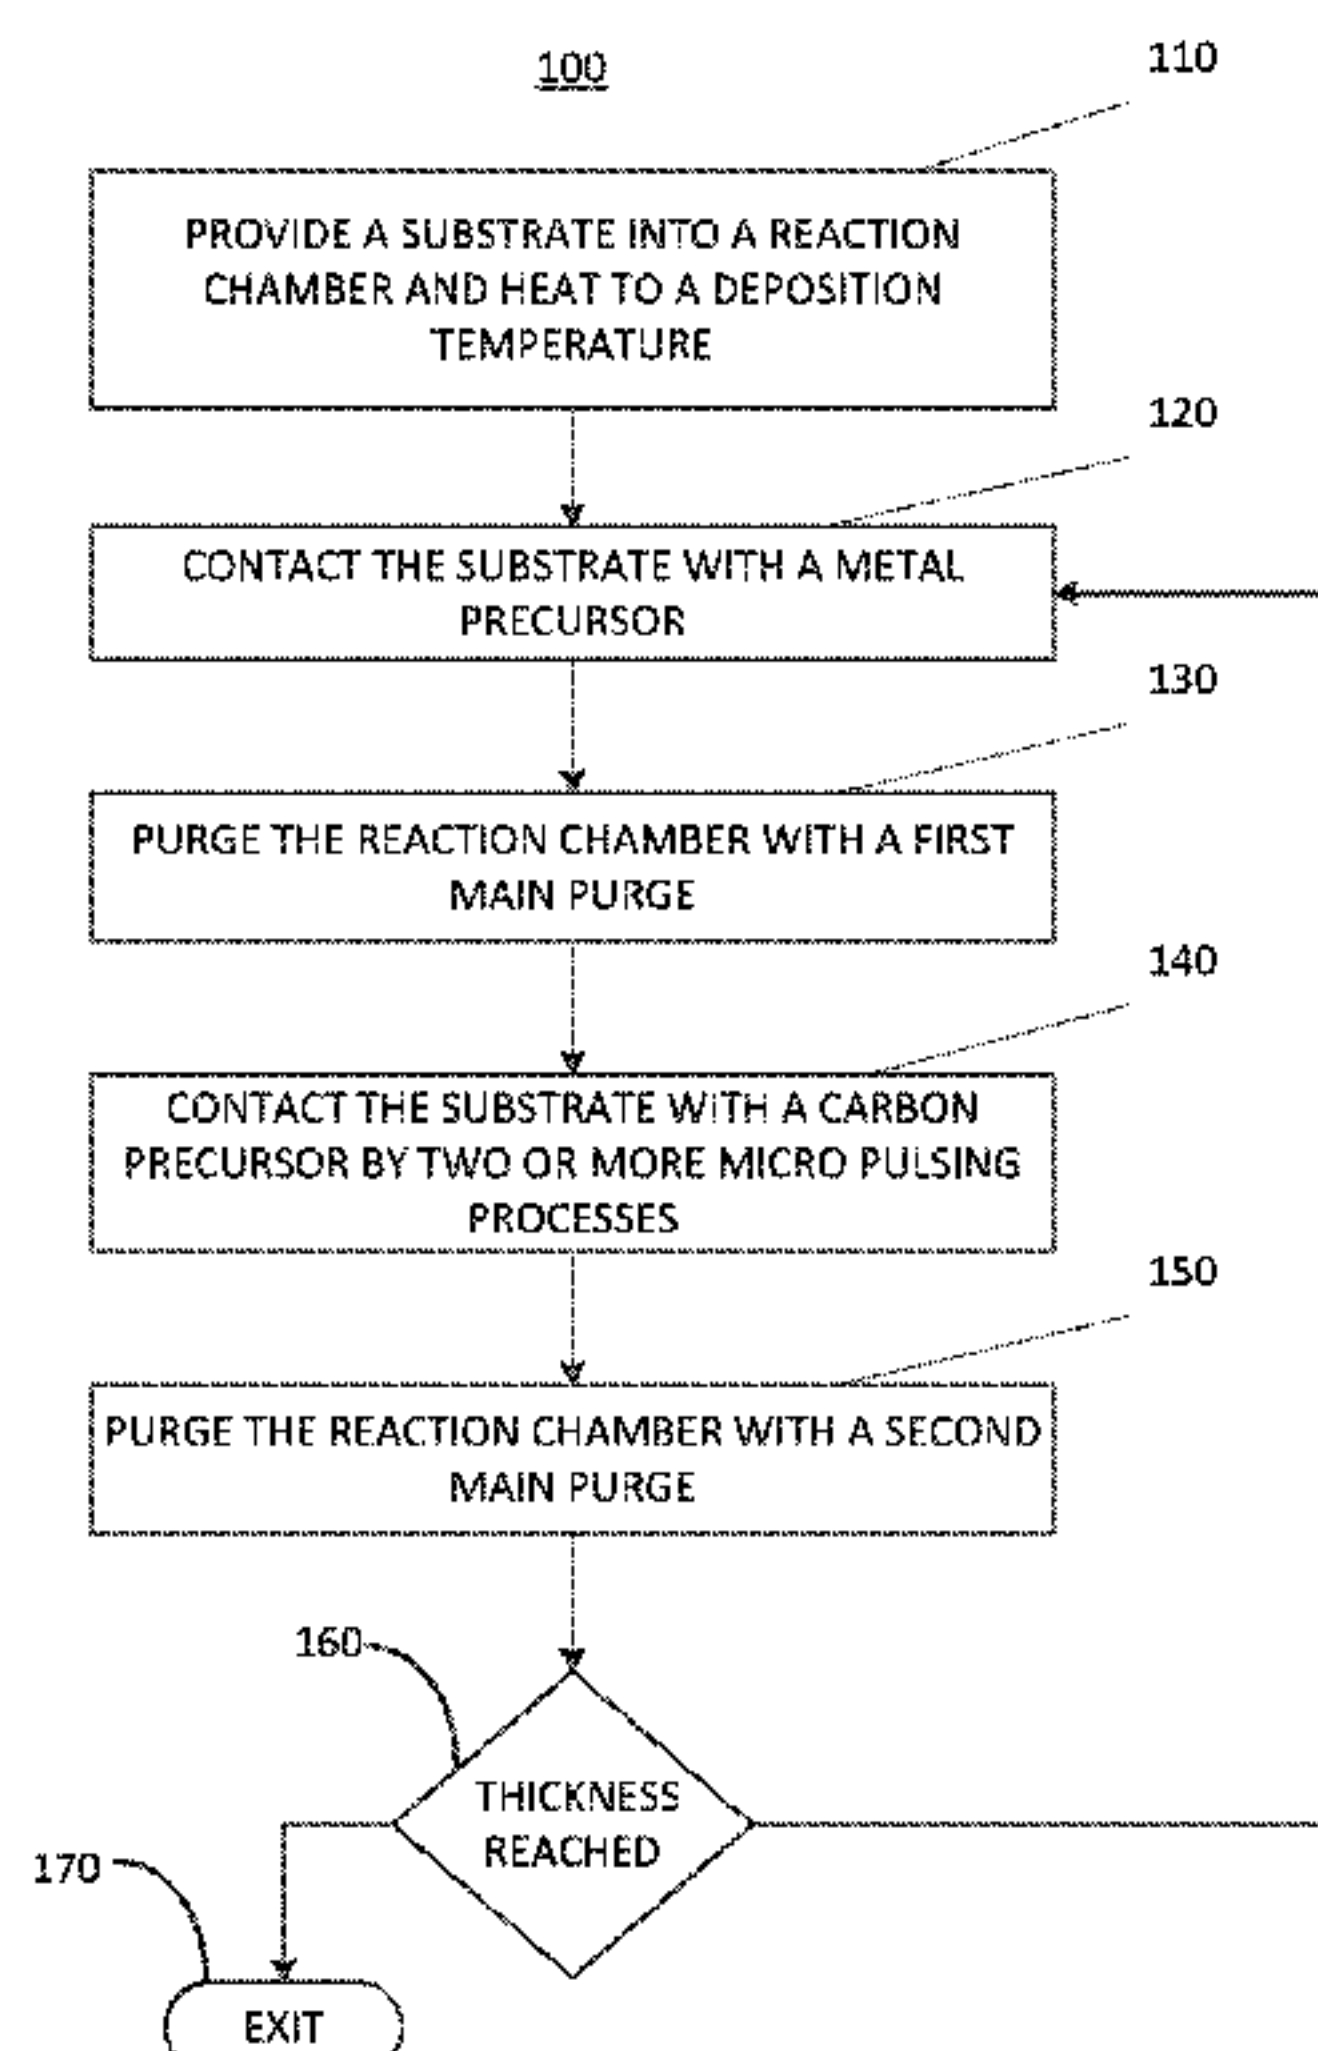 100
110
PROVIDE A SUBSTRATE INTO A REACTION
CHAMBER AND HEAT TO A DEPOSITION
TEMPERATURE
120
CONTACT THE SUBSTRATE WITH A METAL
PRECURSOR
130
PURGE THE REACTION CHAMBER WITH A FIRST
MAIN PURGE
140
CONTACT THE SUBSTRATE WITH A CARBON
PRECURSOR BY TWO OR MORE MICRO PULSING
PROCESSES
150
PURGE THE REACTION CHAMBER WITH A SECOND
MAIN PURGE
160
THICKNESS
REACHED
170
EXIT